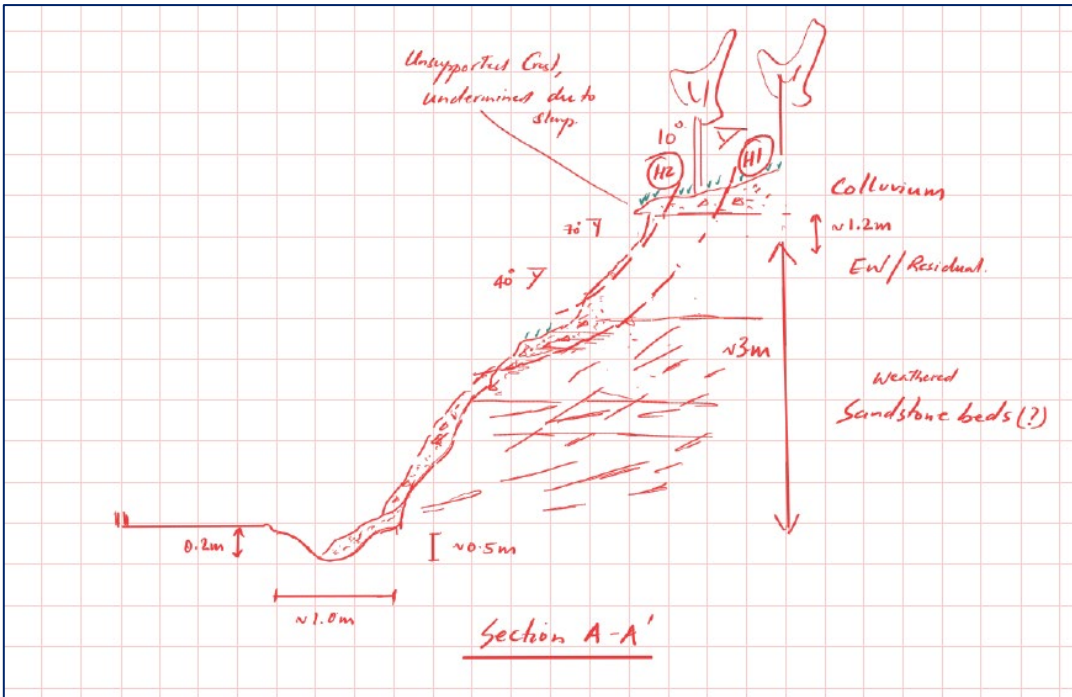 Unsupported Crest,
undermined due to
slump.
10°
H2
H1
Colluvium
~1.2m
70°
EW/Residual.
40°
~3m
Weathered
Sandstone beds(?)
0.2m
~0.5m
~1.0m
Section A-A'